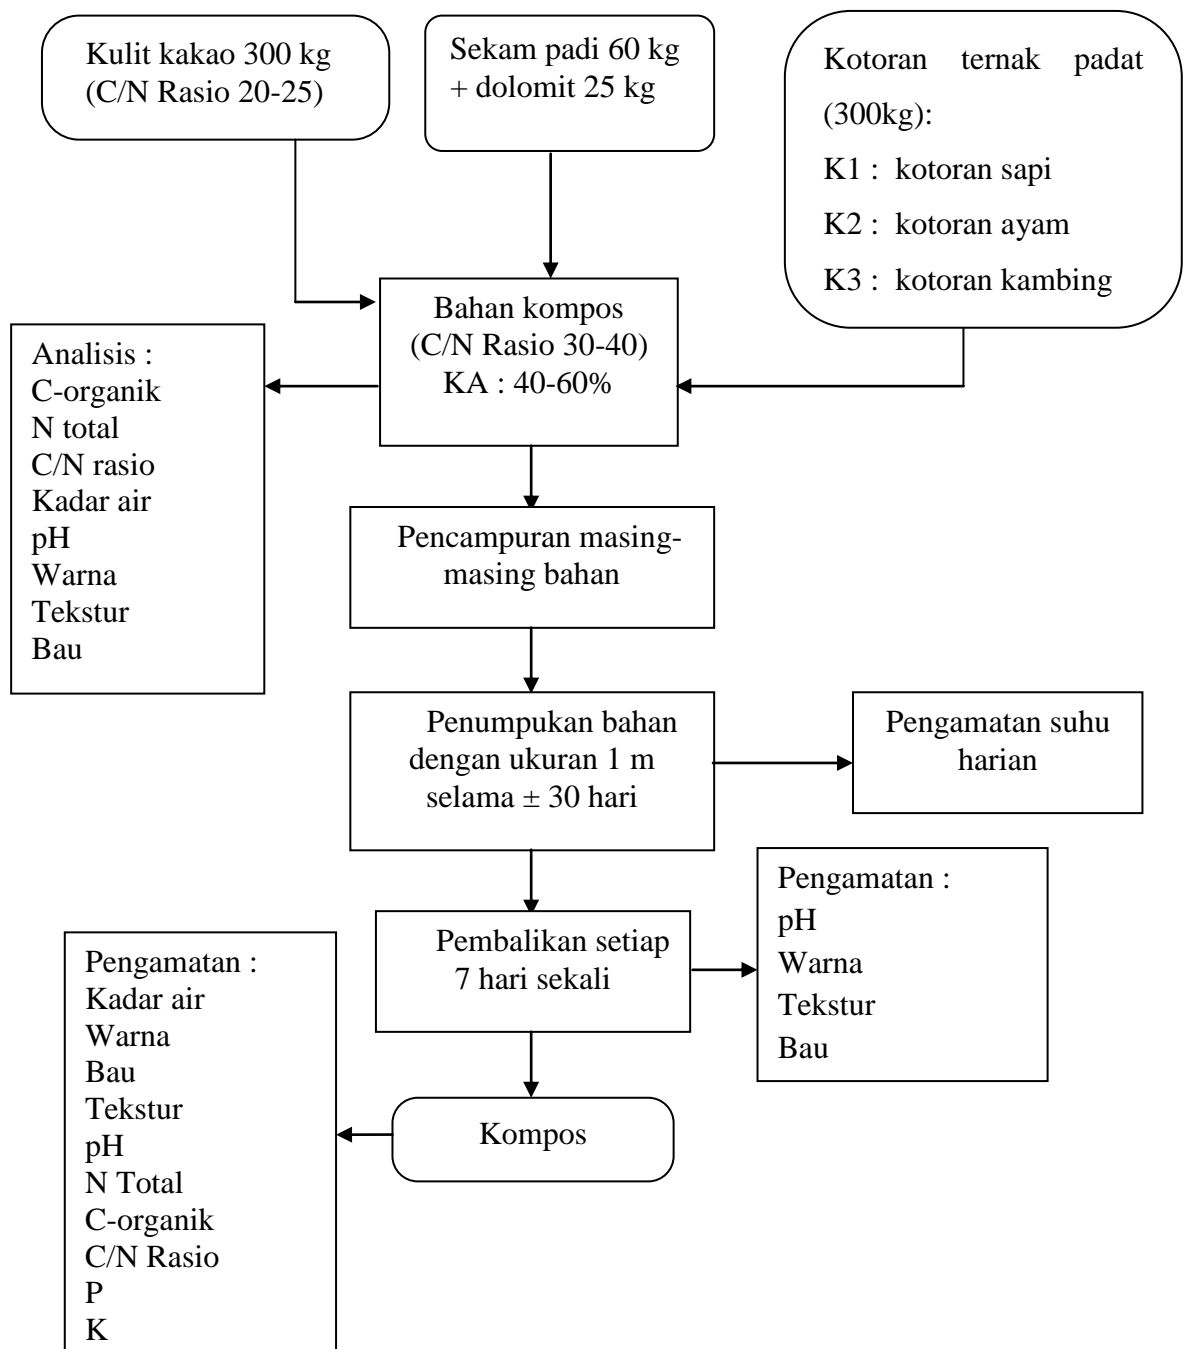 Kulit kakao 300 kg
(C/N Rasio 20-25)
Sekam padi 60 kg
+ dolomit 25 kg
Kotoran ternak padat
(300kg):
K1 : kotoran sapi
K2 : kotoran ayam
K3 : kotoran kambing
Bahan kompos
(C/N Rasio 30-40)
KA : 40-60%
Analisis :
C-organik
N total
C/N rasio
Kadar air
pH
Warna
Tekstur
Bau
Pencampuran masing-
masing bahan
Penumpukan bahan
dengan ukuran 1 m
selama ± 30 hari
Pengamatan suhu
harian
Pembalikan setiap
7 hari sekali
Pengamatan :
pH
Warna
Tekstur
Bau
Kompos
Pengamatan :
Kadar air
Warna
Bau
Tekstur
pH
N Total
C-organik
C/N Rasio
P
K